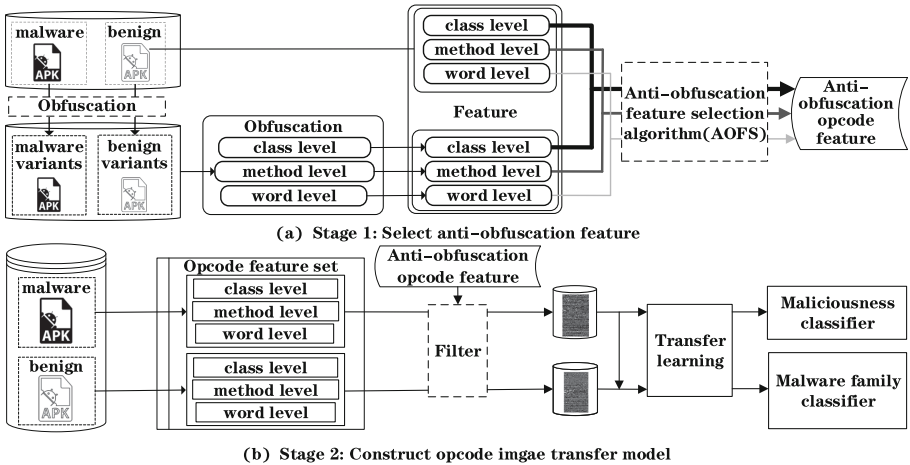 malware
benign
APK
APK
Obfuscation
malware
variants
benign
variants
APK
APK
Obfuscation
class level
method level
word level
class level
method level
word level
Feature
class level
method level
word level
Anti-obfuscation
feature selection
algorithm(AOFS)
Anti-
obfuscation
opcode
feature
(a) Stage 1: Select anti-obfuscation feature
malware
APK
benign
APK
Opcode feature set
class level
method level
word level
class level
method level
word level
Anti-obfuscation
opcode feature
Filter
Transfer
learning
Maliciousness
classifier
Malware family
classifier
(b) Stage 2: Construct opcode imgae transfer model